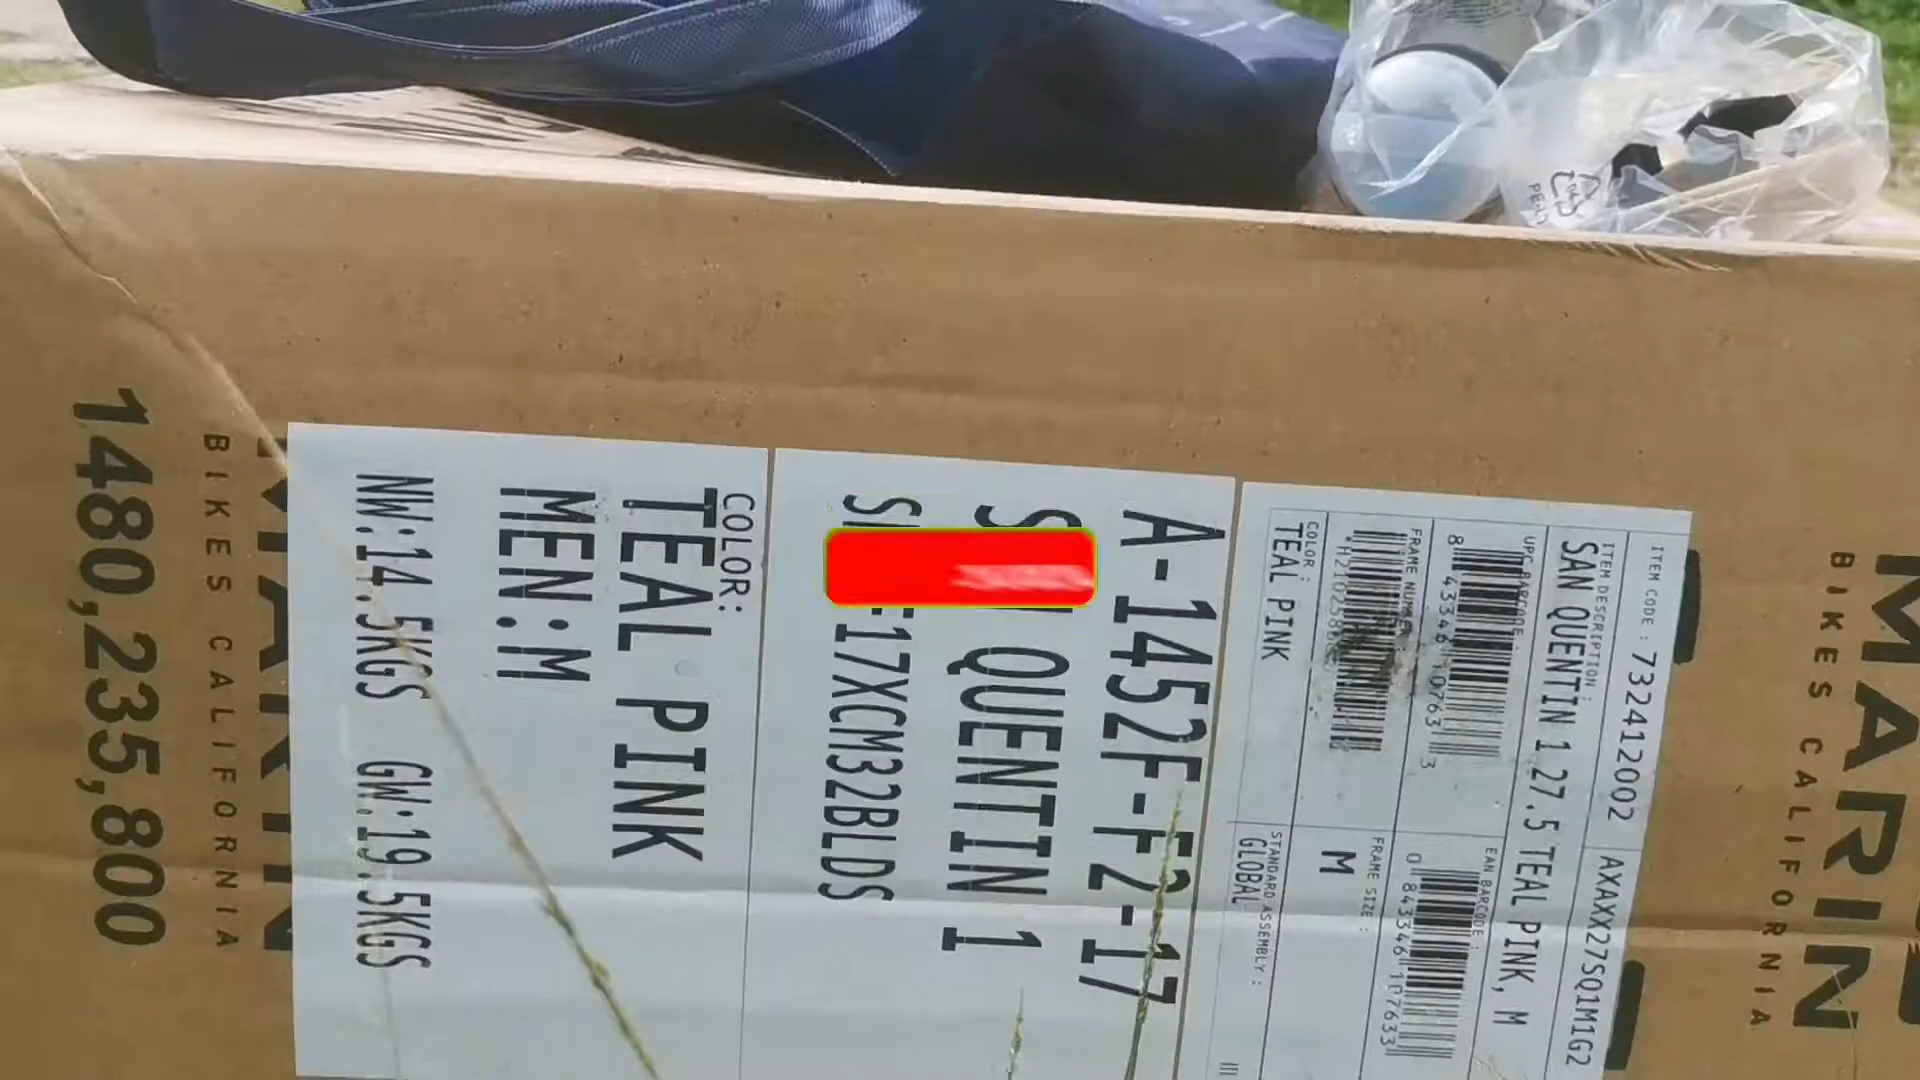 MARIN
BIKES CALIFORNIA
ITEM CODE : 732412002 AXAXX27SQ1M1G2
ITEM DESCRIPTION :
SAN QUENTIN 1 27.5 TEAL PINK, M
UPC BARCODE :
8 43346 10763 3
EAN BARCODE :
0 843346 107633
FRAME NUMBER :
FRAME SIZE :
M
COLOR :
TEAL PINK
STANDARD ASSEMBLY :
GLOBAL
A-1452F-F2-17
QUENTIN 1
COLOR:
TEAL PINK
MEN:M
NW:14.5KGS GW:19.5KGS
MARIN
BIKES CALIFORNIA
1480,235,800